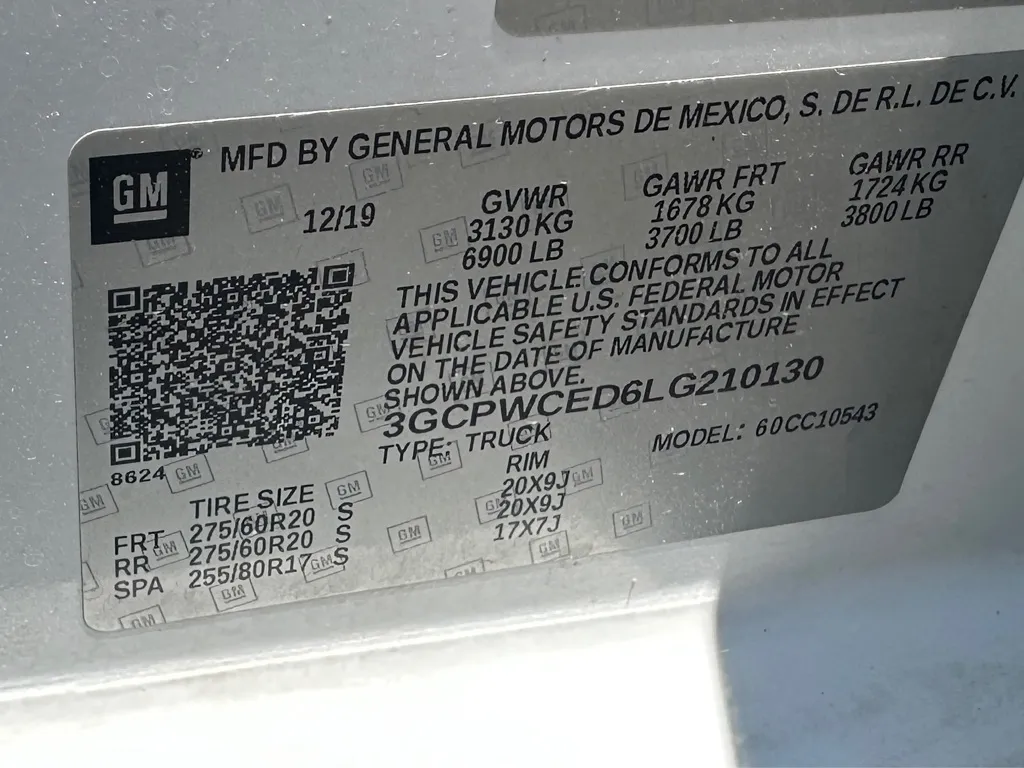 GM
MFD BY GENERAL MOTORS DE MEXICO, S. DE R.L. DE C.V.
12/19
GVWR GAWR FRT GAWR RR
3130 KG 1678 KG 1724 KG
6900 LB 3700 LB 3800 LB
THIS VEHICLE CONFORMS TO ALL
APPLICABLE U.S. FEDERAL MOTOR
VEHICLE SAFETY STANDARDS IN EFFECT
ON THE DATE OF MANUFACTURE
SHOWN ABOVE.
3GCPWCED6LG210130
TYPE: TRUCK MODEL: 60CC10543
8624
TIRE SIZE RIM
FRT 275/60R20 S 20X9J
RR 275/60R20 S 20X9J
SPA 255/80R17 S 17X7J